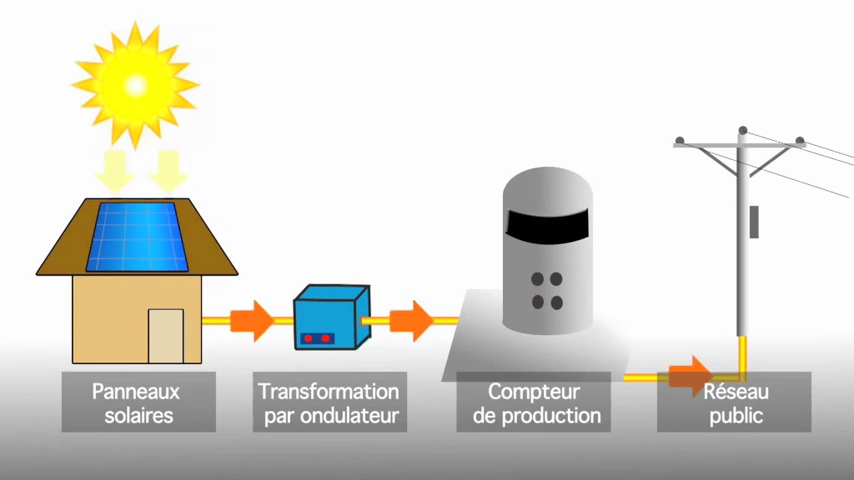 Panneaux
solaires
Transformation
par ondulateur
Compteur
de production
Réseau
public